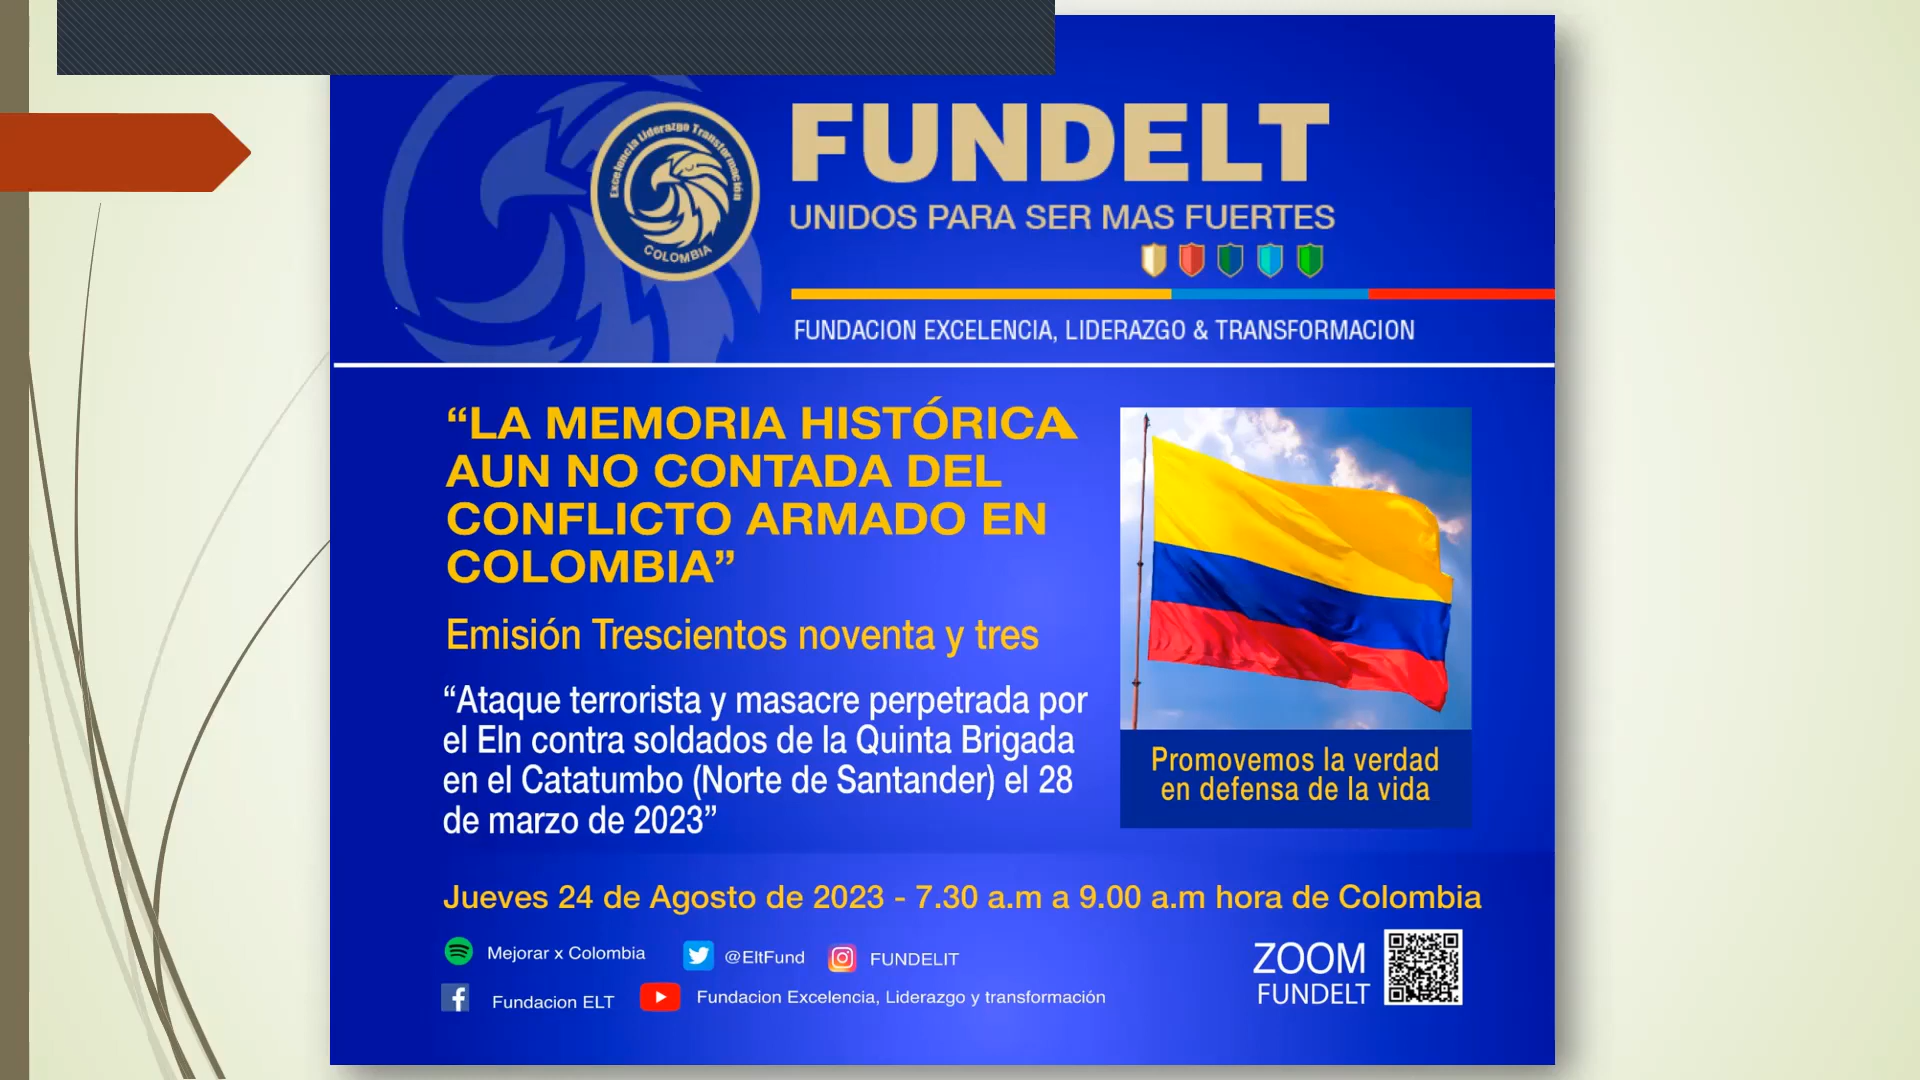 Excelencia Liderazgo Transformación
COLOMBIA
FUNDELT
UNIDOS PARA SER MAS FUERTES
FUNDACION EXCELENCIA, LIDERAZGO & TRANSFORMACION
“LA MEMORIA HISTÓRICA
AUN NO CONTADA DEL
CONFLICTO ARMADO EN
COLOMBIA”
Emisión Trescientos noventa y tres
“Ataque terrorista y masacre perpetrada por
el Eln contra soldados de la Quinta Brigada
en el Catatumbo (Norte de Santander) el 28
de marzo de 2023”
Promovemos la verdad
en defensa de la vida
Jueves 24 de Agosto de 2023 - 7.30 a.m a 9.00 a.m hora de Colombia
Mejorar x Colombia
@EltFund
FUNDELIT
Fundacion ELT
Fundacion Excelencia, Liderazgo y transformación
ZOOM
FUNDELT